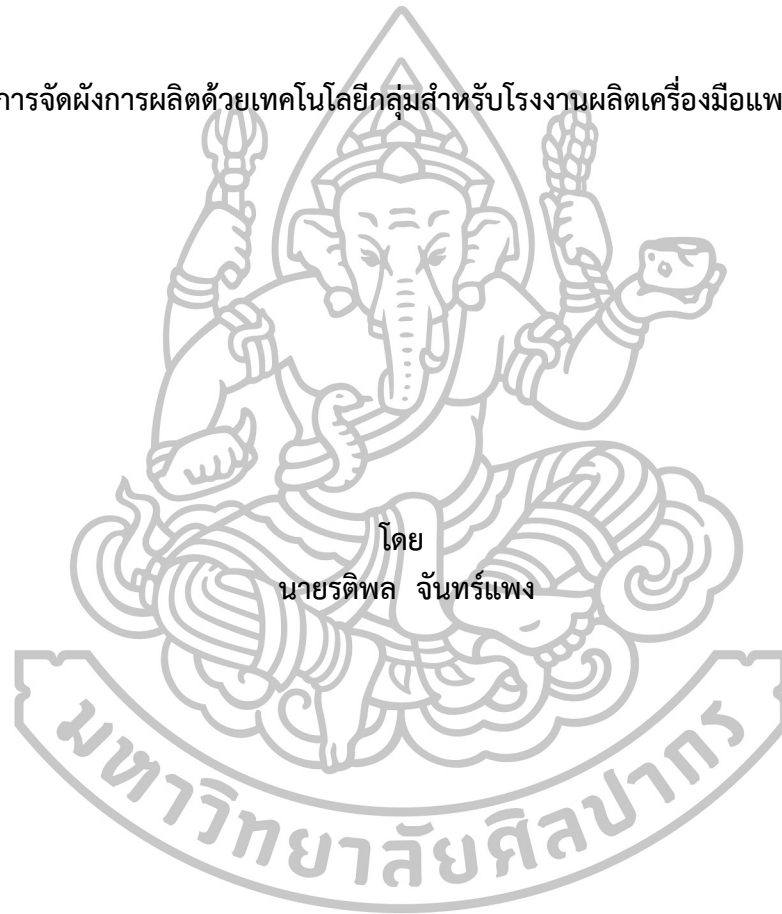 การจัดผังการผลิตด้วยเทคโนโลยีกลุ่มสำหรับโรงงานผลิตเครื่องมือแพ
โดย
นายรติพล จันทร์แพง
มหาวิทยาลัยศิลปากร